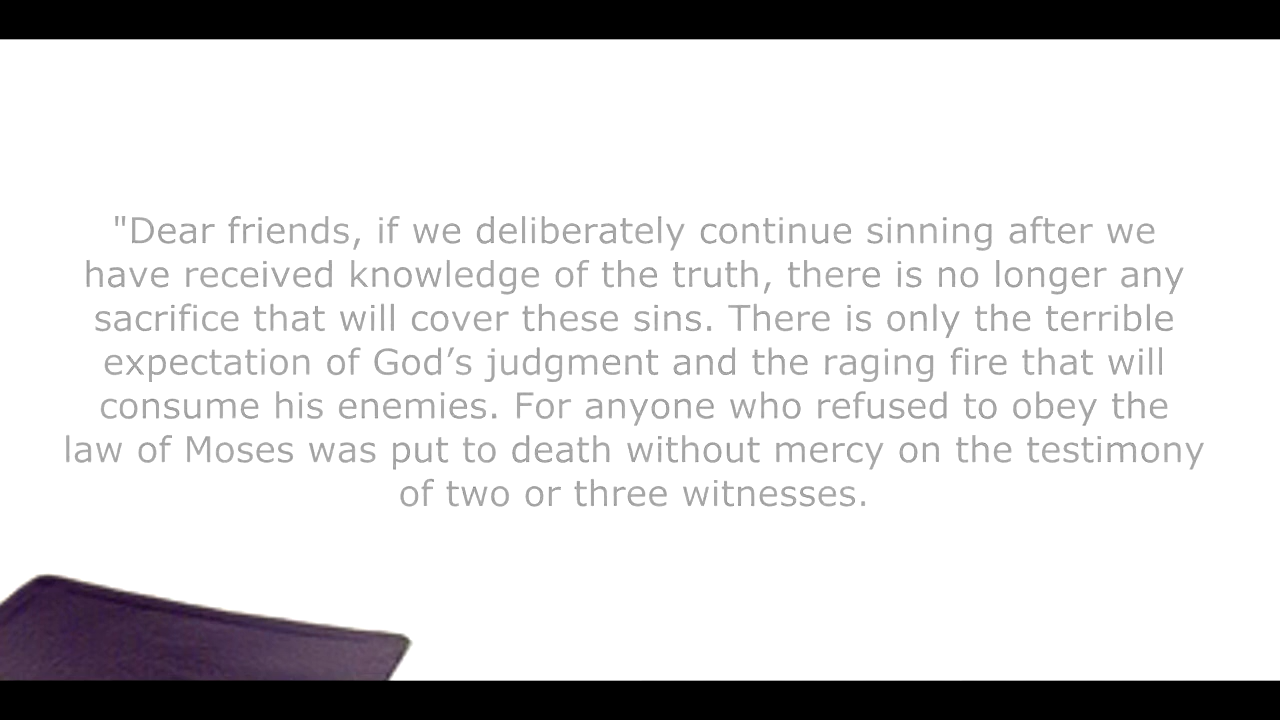 "Dear friends, if we deliberately continue sinning after we
have received knowledge of the truth, there is no longer any
sacrifice that will cover these sins. There is only the terrible
expectation of God’s judgment and the raging fire that will
consume his enemies. For anyone who refused to obey the
law of Moses was put to death without mercy on the testimony
of two or three witnesses.